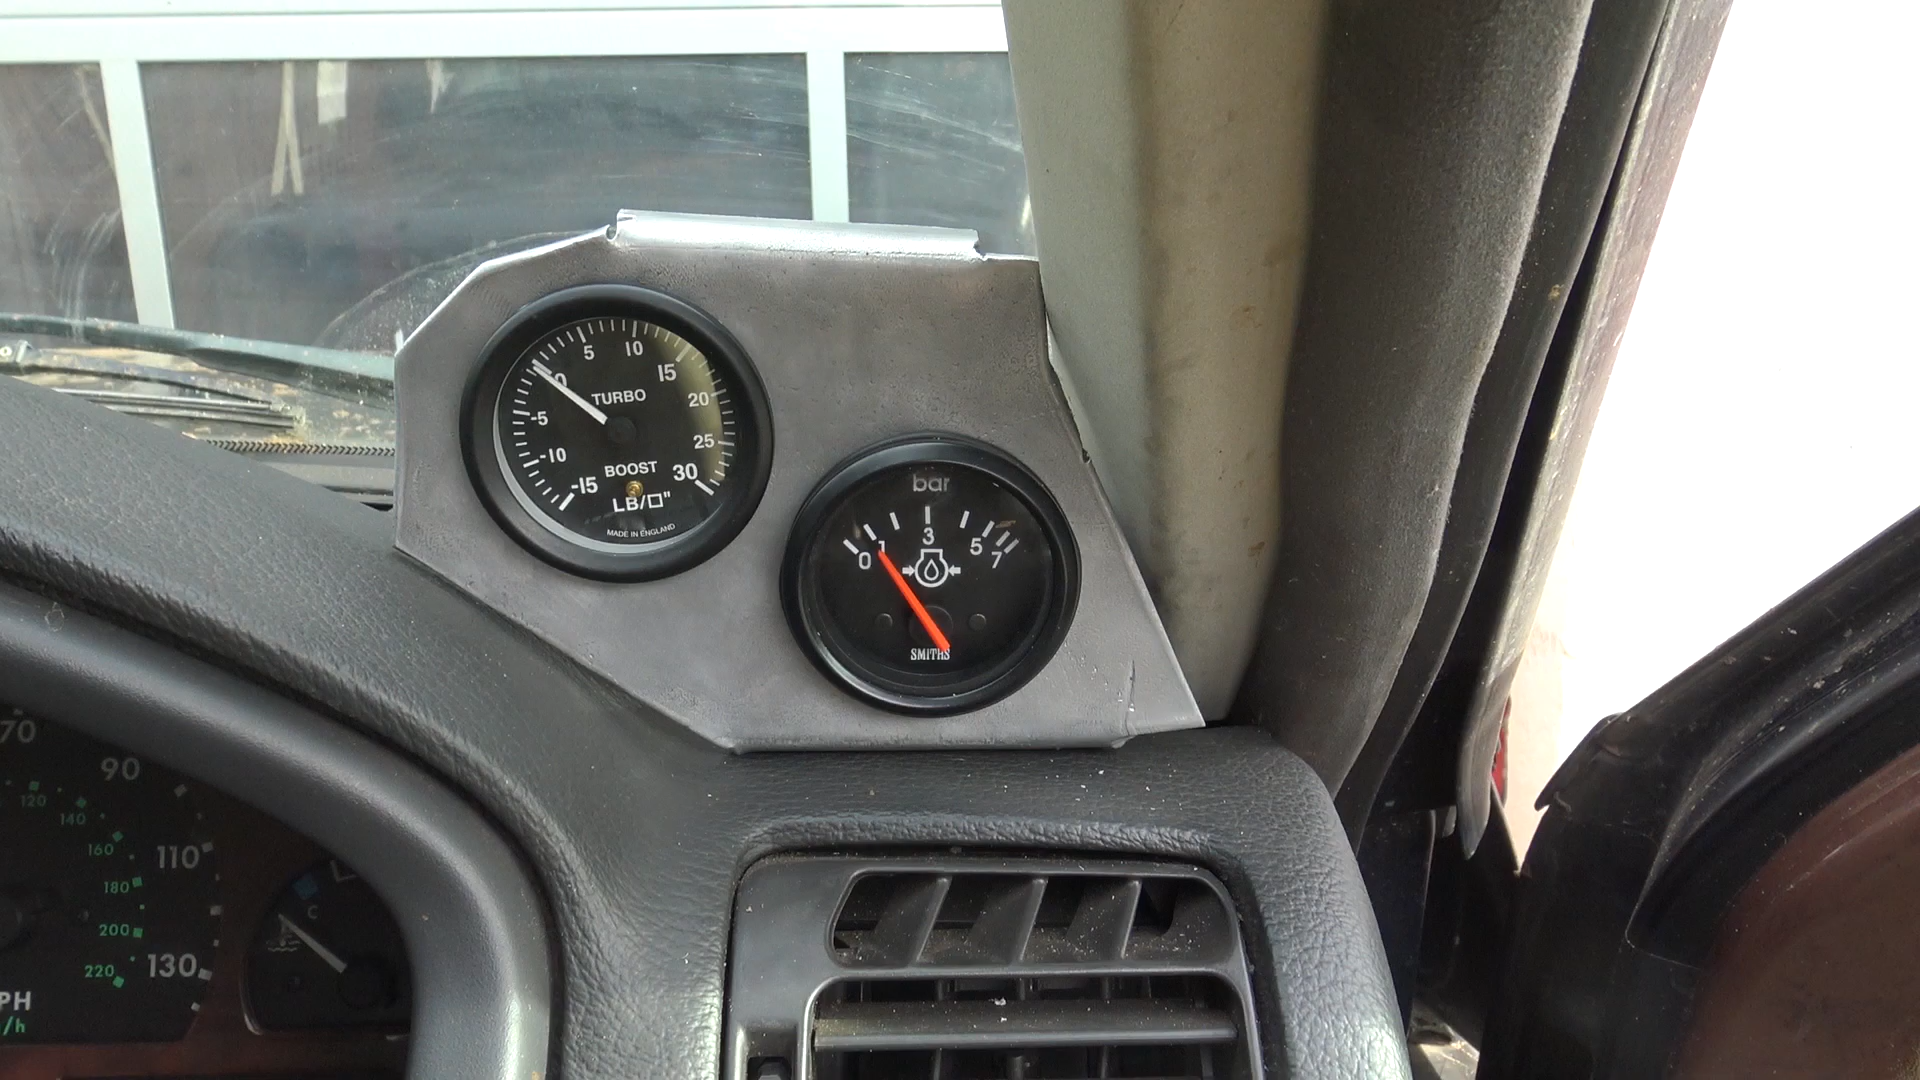 5 10
0 15
TURBO
20
-5
25
-10
BOOST
-15 30
LB/□"
MADE IN ENGLAND
bar
0 1 3 5 7
SMITHS
70
90
120
140
160
110
180
200
130
220
PH
/h
C